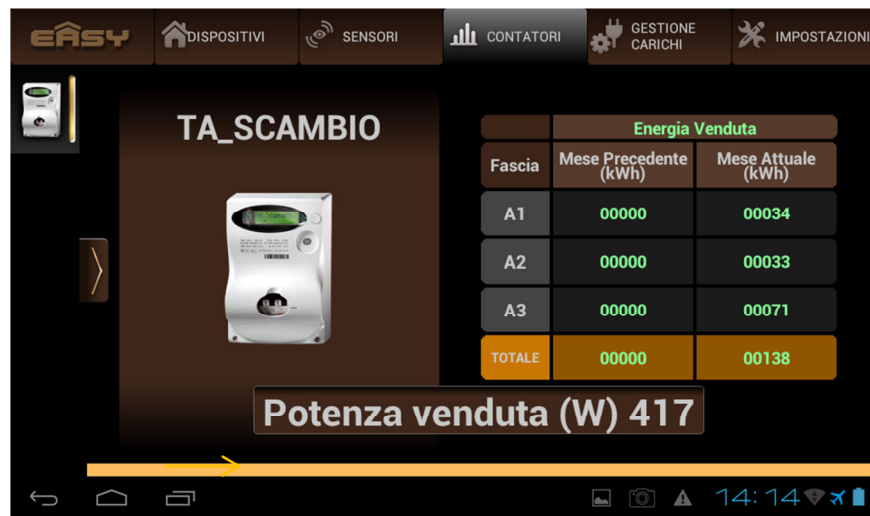 EÂSY
DISPOSITIVI
SENSORI
CONTATORI
GESTIONE
CARICHI
IMPOSTAZIONI
TA_SCAMBIO
Energia Venduta
Fascia Mese Precedente (kWh) Mese Attuale (kWh)
A1 00000 00034
A2 00000 00033
A3 00000 00071
TOTALE 00000 00138
Potenza venduta (W) 417
14:14